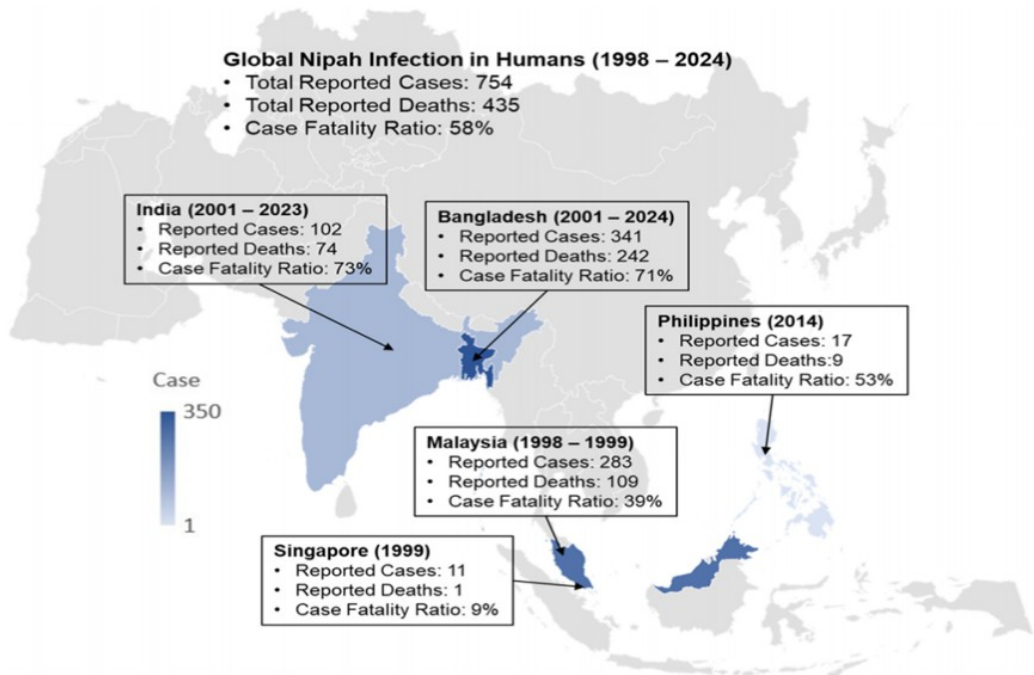 Global Nipah Infection in Humans (1998 – 2024)
• Total Reported Cases: 754
• Total Reported Deaths: 435
• Case Fatality Ratio: 58%
India (2001 – 2023)
• Reported Cases: 102
• Reported Deaths: 74
• Case Fatality Ratio: 73%
Bangladesh (2001 – 2024)
• Reported Cases: 341
• Reported Deaths: 242
• Case Fatality Ratio: 71%
Philippines (2014)
• Reported Cases: 17
• Reported Deaths:9
• Case Fatality Ratio: 53%
Case
350
1
Malaysia (1998 – 1999)
• Reported Cases: 283
• Reported Deaths: 109
• Case Fatality Ratio: 39%
Singapore (1999)
• Reported Cases: 11
• Reported Deaths: 1
• Case Fatality Ratio: 9%